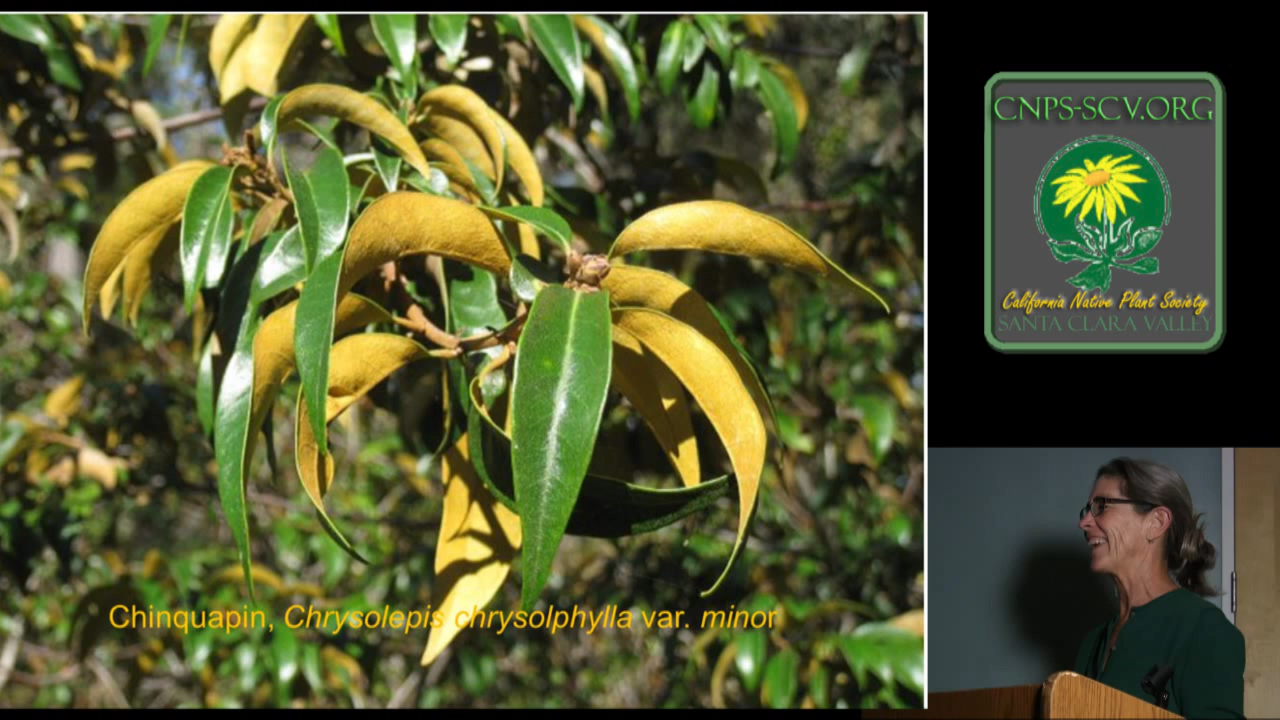 CNPS-SCV.ORG
California Native Plant Society
SANTA CLARA VALLEY
Chinquapin, Chrysolepis chrysolphylla var. minor